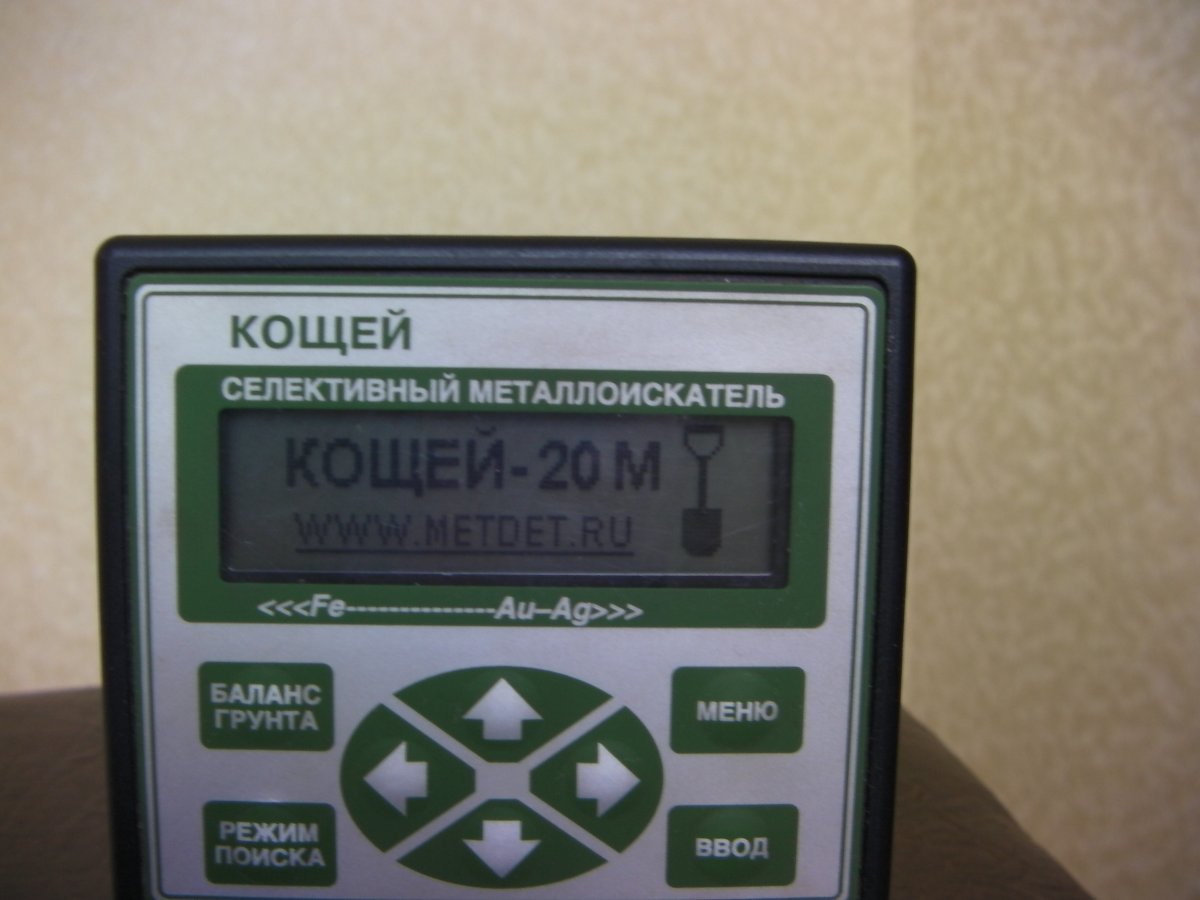 КОЩЕЙ
СЕЛЕКТИВНЫЙ МЕТАЛЛОИСКАТЕЛЬ
КОЩЕЙ-20 М
WWW.METDET.RU
<<<Fe--------------Au–Ag>>>
БАЛАНС
ГРУНТА
МЕНЮ
РЕЖИМ
ПОИСКА
ВВОД